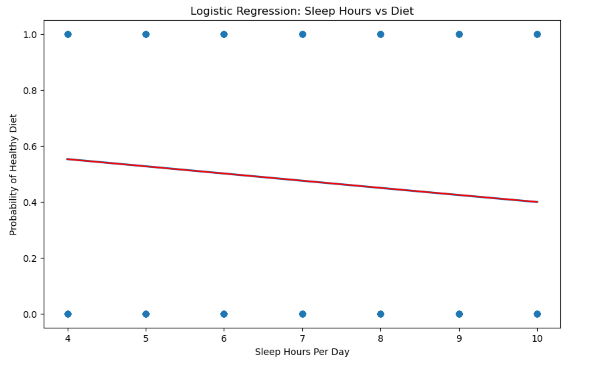 Logistic Regression: Sleep Hours vs Diet
1.0
0.8
0.6
0.4
0.2
0.0
Probability of Healthy Diet
4 5 6 7 8 9 10
Sleep Hours Per Day